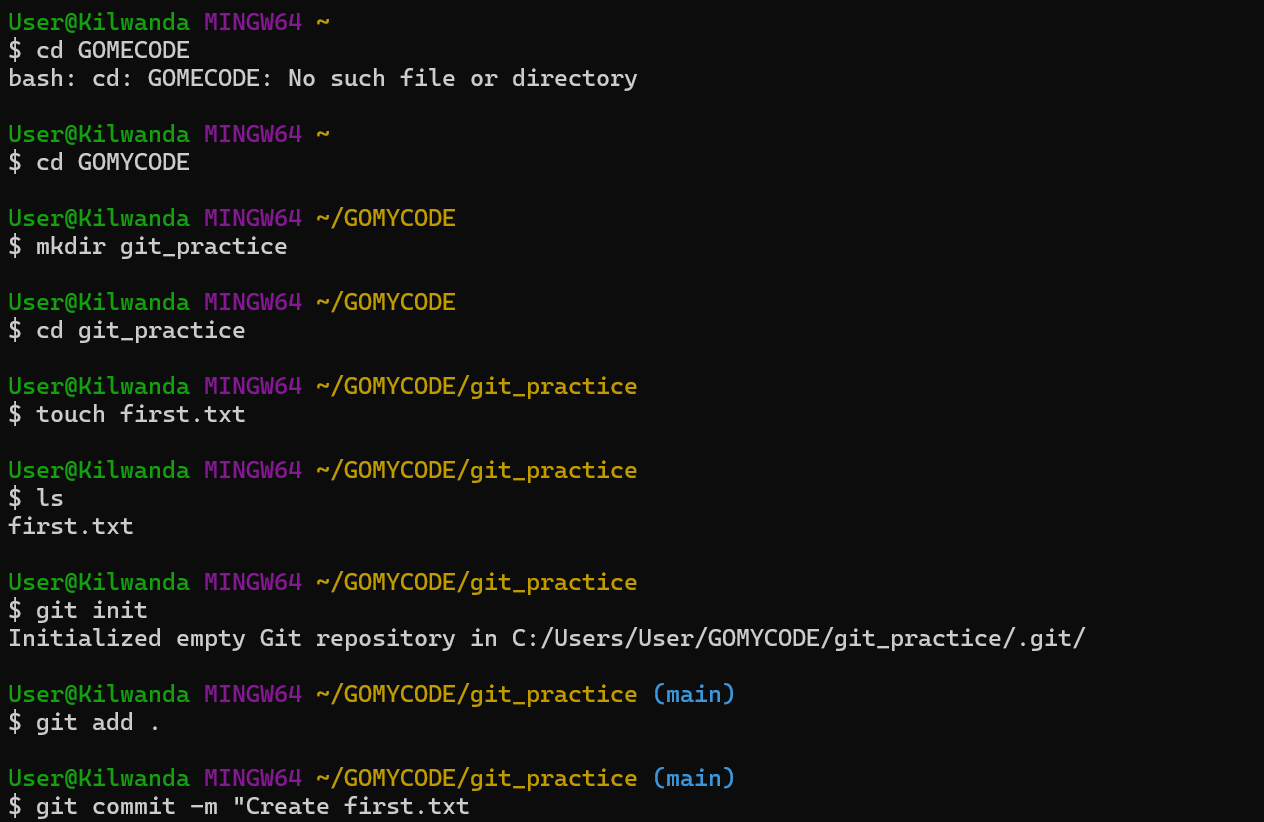 User@Kilwanda MINGW64 ~
$ cd GOMECODE
bash: cd: GOMECODE: No such file or directory
User@Kilwanda MINGW64 ~
$ cd GOMYCODE
User@Kilwanda MINGW64 ~/GOMYCODE
$ mkdir git_practice
User@Kilwanda MINGW64 ~/GOMYCODE
$ cd git_practice
User@Kilwanda MINGW64 ~/GOMYCODE/git_practice
$ touch first.txt
User@Kilwanda MINGW64 ~/GOMYCODE/git_practice
$ ls
first.txt
User@Kilwanda MINGW64 ~/GOMYCODE/git_practice
$ git init
Initialized empty Git repository in C:/Users/User/GOMYCODE/git_practice/.git/
User@Kilwanda MINGW64 ~/GOMYCODE/git_practice (main)
$ git add .
User@Kilwanda MINGW64 ~/GOMYCODE/git_practice (main)
$ git commit -m "Create first.txt